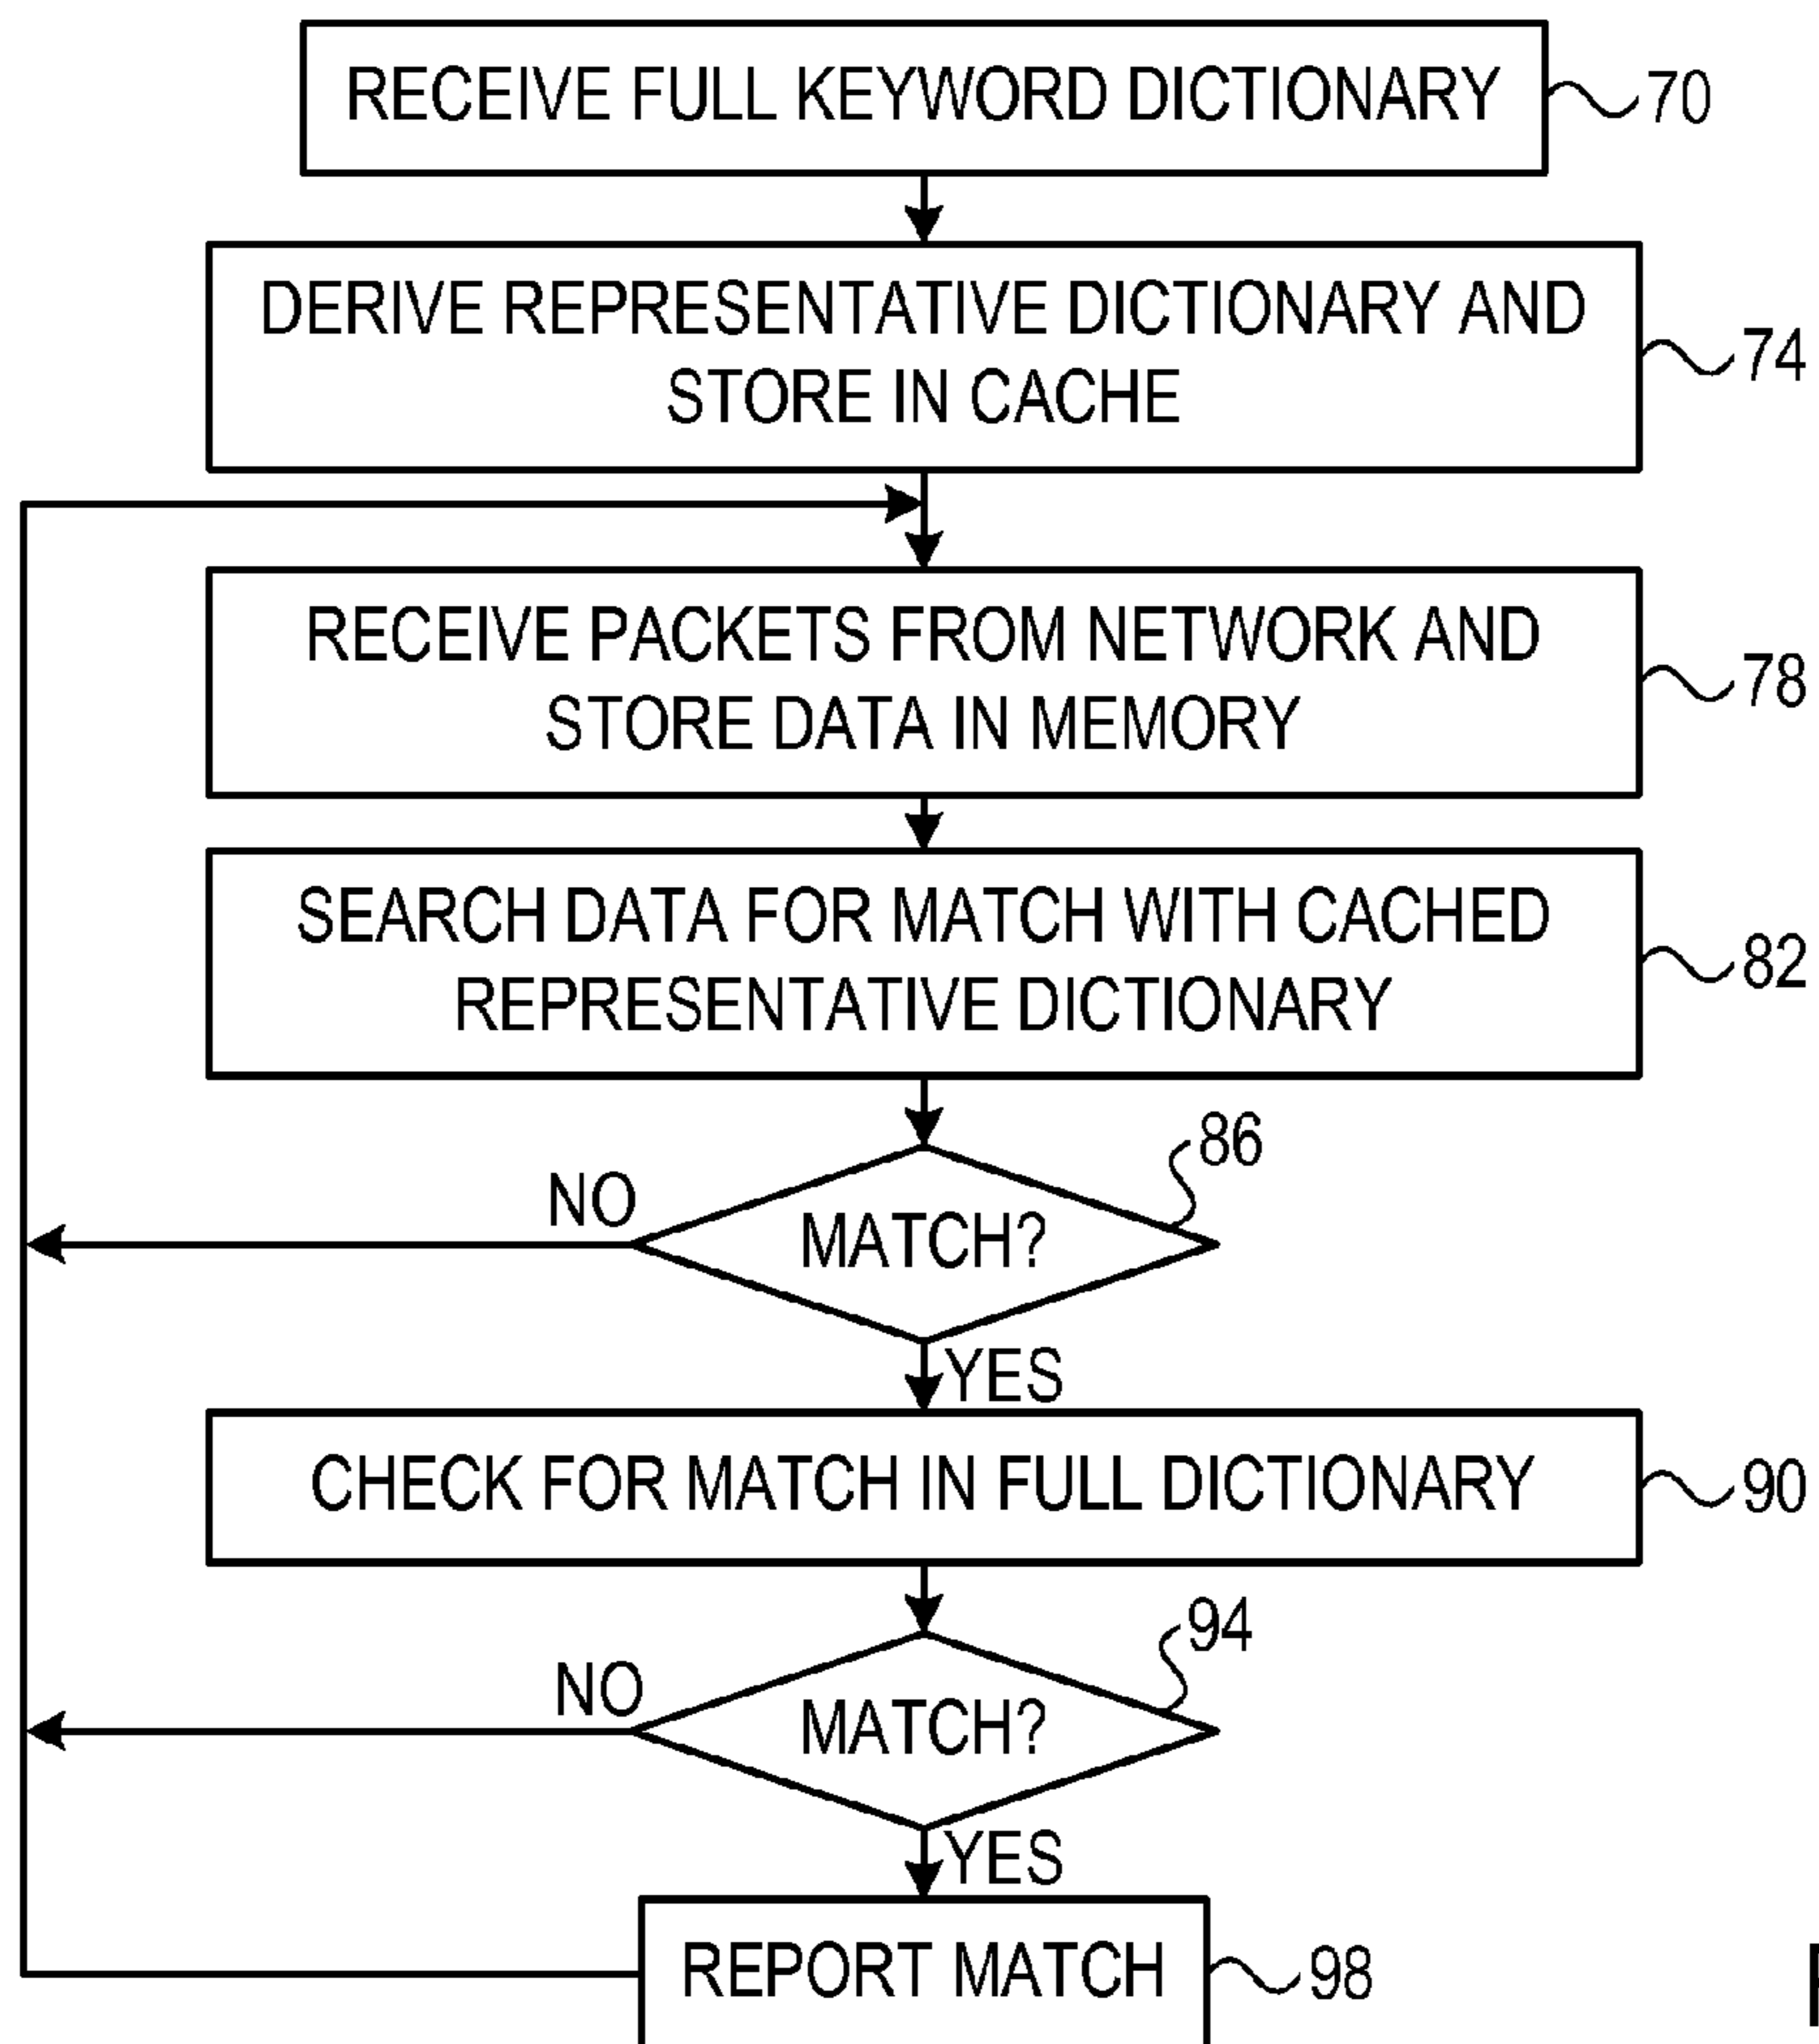 RECEIVE FULL KEYWORD DICTIONARY
70
DERIVE REPRESENTATIVE DICTIONARY AND
STORE IN CACHE
74
RECEIVE PACKETS FROM NETWORK AND
STORE DATA IN MEMORY
78
SEARCH DATA FOR MATCH WITH CACHED
REPRESENTATIVE DICTIONARY
82
86
NO
MATCH?
YES
CHECK FOR MATCH IN FULL DICTIONARY
90
94
NO
MATCH?
YES
REPORT MATCH
98